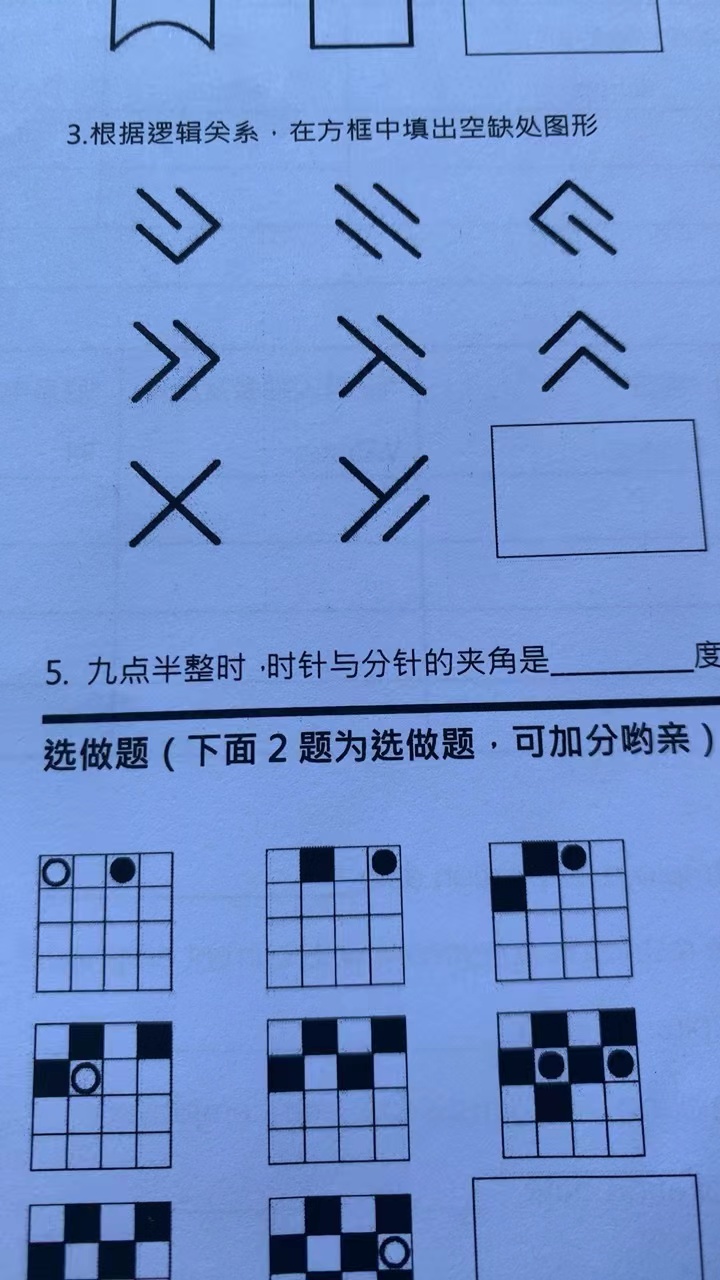 3.根据逻辑关系，在方框中填出空缺处图形
5. 九点半整时，时针与分针的夹角是________度
选做题（下面2题为选做题，可加分哟亲）